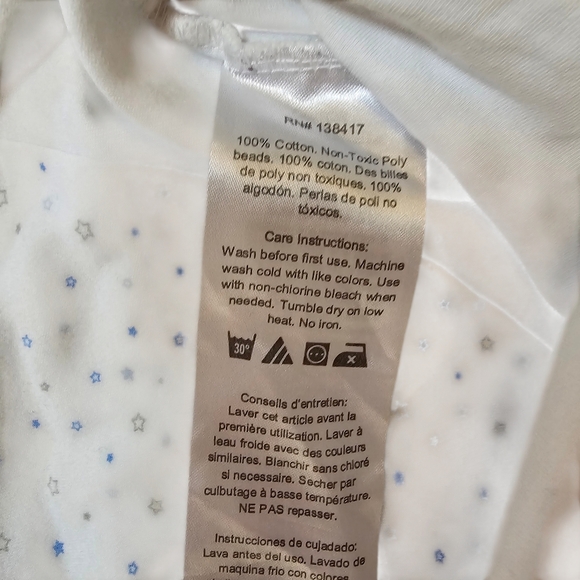 RN# 138417
100% Cotton. Non-Toxic Poly
beads. 100% coton. Des billes
de poly non toxiques. 100%
algodón. Perlas de poli no
tóxicos.
Care Instructions:
Wash before first use. Machine
wash cold with like colors. Use
with non-chlorine bleach when
needed. Tumble dry on low
heat. No iron.
30°
Conseils d'entretien:
Laver cet article avant la
première utilization. Laver à
leau froide avec des couleurs
similaires. Blanchir sans chloré
si necessaire. Secher par
culbutage à basse température.
NE PAS repasser.
Instrucciones de cujadado:
Lava antes del uso. Lavado de
maquina frio con colores